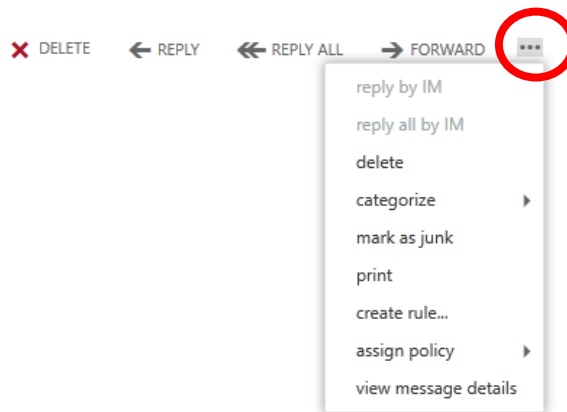 DELETE REPLY REPLY ALL FORWARD ...
reply by IM
reply all by IM
delete
categorize
mark as junk
print
create rule...
assign policy
view message details